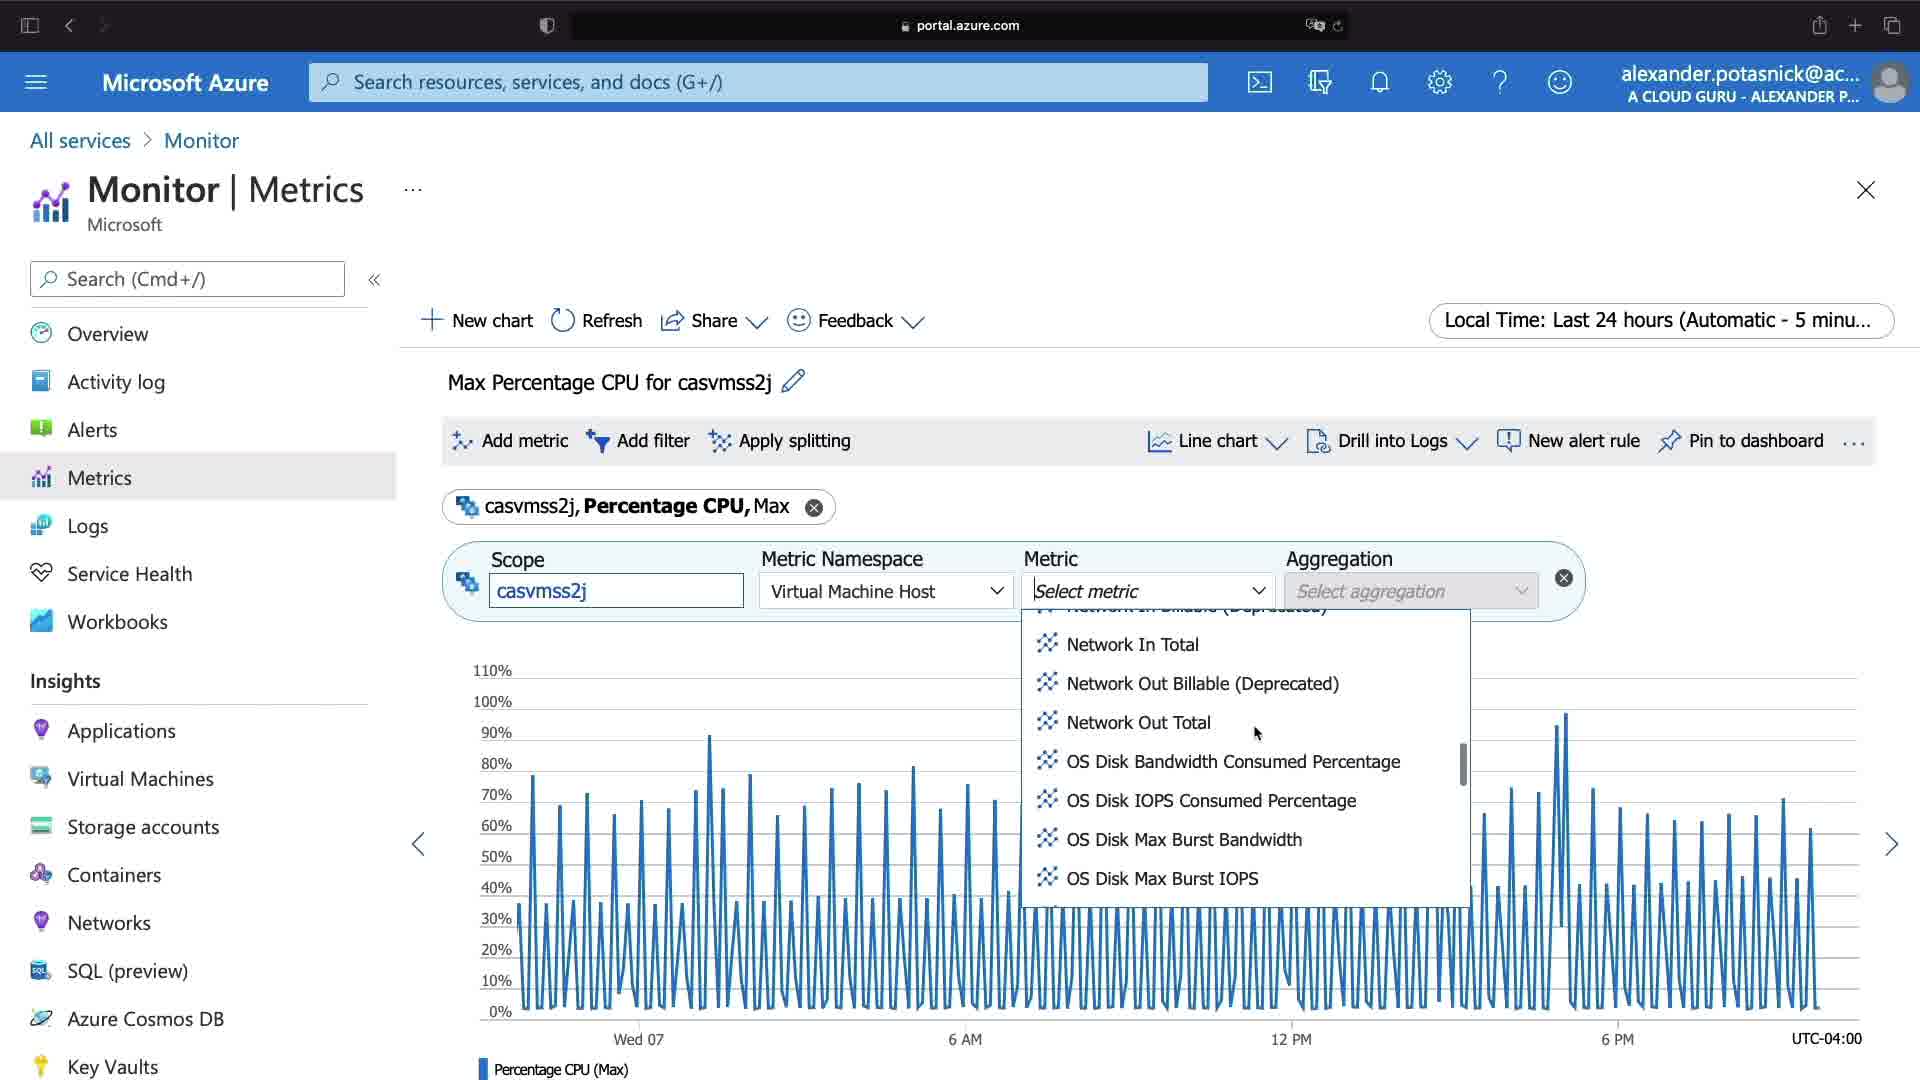 portal.azure.com
Microsoft Azure
Search resources, services, and docs (G+/)
alexander.potasnick@ac...
A CLOUD GURU - ALEXANDER P...
All services > Monitor
Monitor | Metrics ...
Microsoft
Search (Cmd+/)
«
Overview
Activity log
Alerts
Metrics
Logs
Service Health
Workbooks
Insights
Applications
Virtual Machines
Storage accounts
Containers
Networks
SQL (preview)
Azure Cosmos DB
Key Vaults
New chart Refresh Share Feedback
Local Time: Last 24 hours (Automatic - 5 minu...
Max Percentage CPU for casvmss2j
Add metric Add filter Apply splitting Line chart Drill into Logs New alert rule Pin to dashboard ...
casvmss2j, Percentage CPU, Max
Scope Metric Namespace Metric Aggregation
casvmss2j Virtual Machine Host Select metric Select aggregation
Network In Billable (Deprecated)
Network In Total
Network Out Billable (Deprecated)
Network Out Total
OS Disk Bandwidth Consumed Percentage
OS Disk IOPS Consumed Percentage
OS Disk Max Burst Bandwidth
OS Disk Max Burst IOPS
110%
100%
90%
80%
70%
60%
50%
40%
30%
20%
10%
0%
Wed 07 6 AM 12 PM 6 PM UTC-04:00
Percentage CPU (Max)